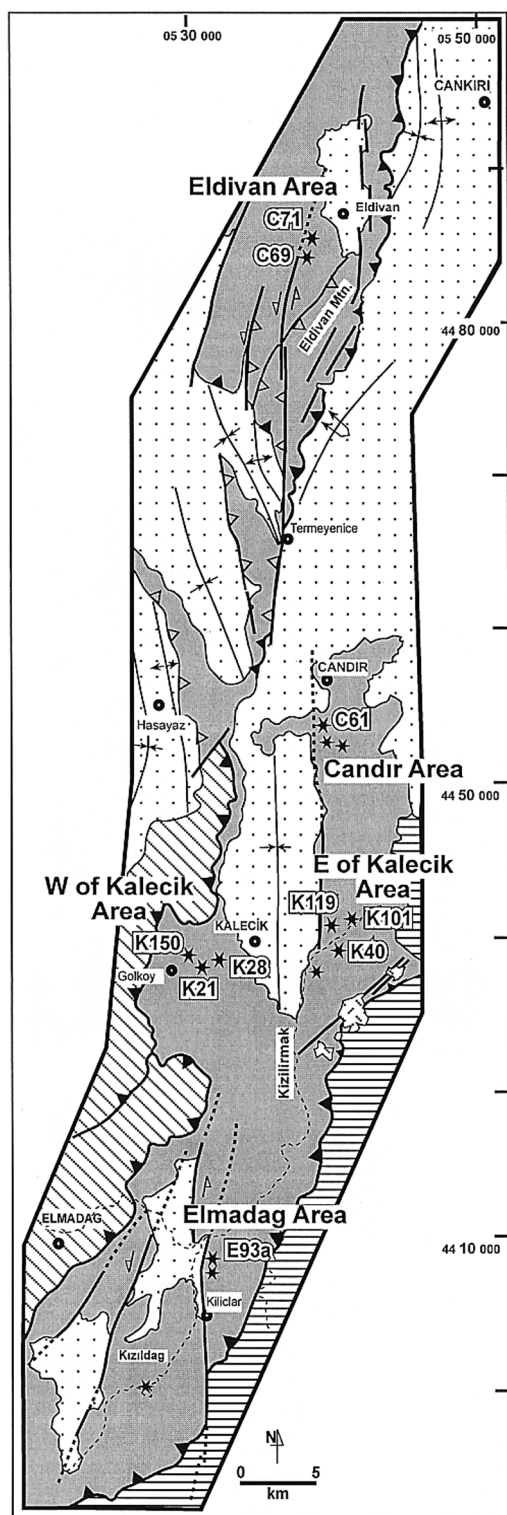 05 30 000
05 50 000
CANKIRI
Eldivan Area
Eldivan
C71
C69
Eldivan Mtn.
44 80 000
Termeyenice
CANDIR
Hasayaz
C61
Candır Area
44 50 000
E of Kalecik
Area
W of Kalecik
Area
K119
K101
KALECİK
K150
K40
K28
Golkoy
K21
Kizilirmak
Elmadag Area
ELMADAG
44 10 000
E93a
Kiliclar
Kızıldag
N
0 5
km